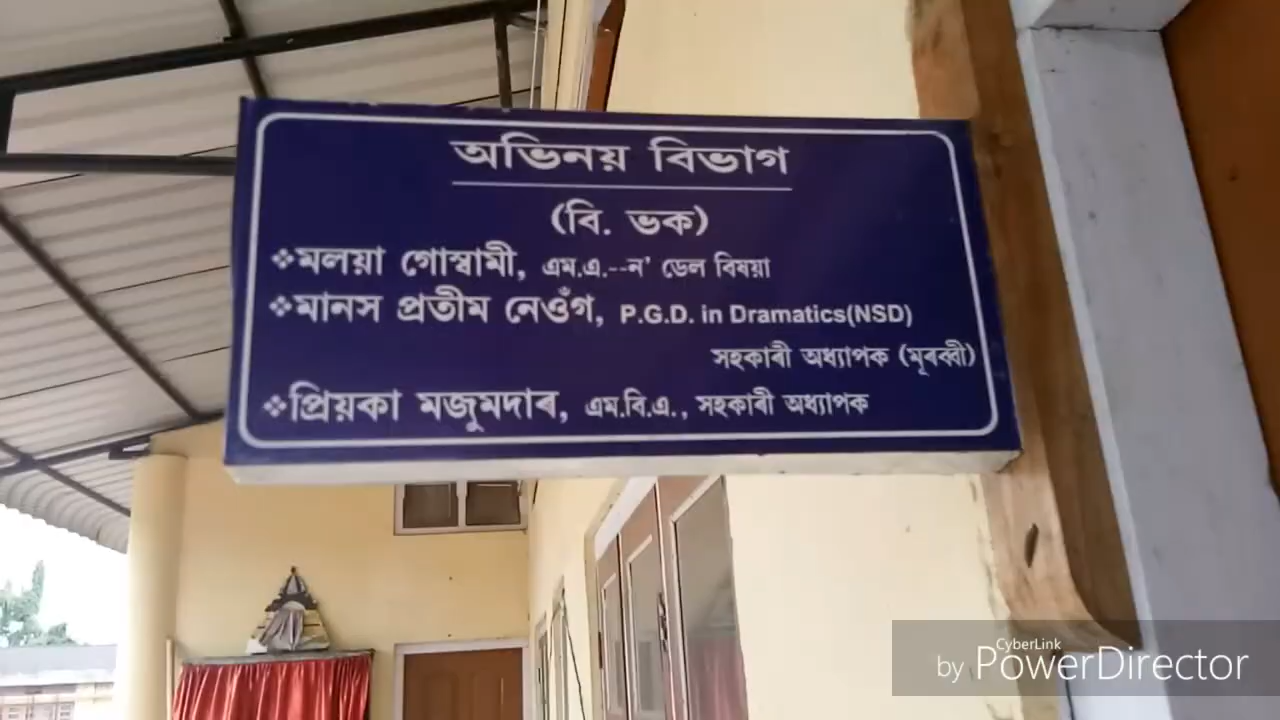 অভিনয় বিভাগ
(বি. ভক)
❖মলয়া গোস্বামী, এম.এ.--ন' ডেল বিষয়া
❖মানস প্ৰতীম নেওঁগ, P.G.D. in Dramatics(NSD)
সহকাৰী অধ্যাপক (মূৰব্বী)
❖প্ৰিয়কা মজুমদাৰ, এম.বি.এ., সহকাৰী অধ্যাপক
CyberLink
by PowerDirector